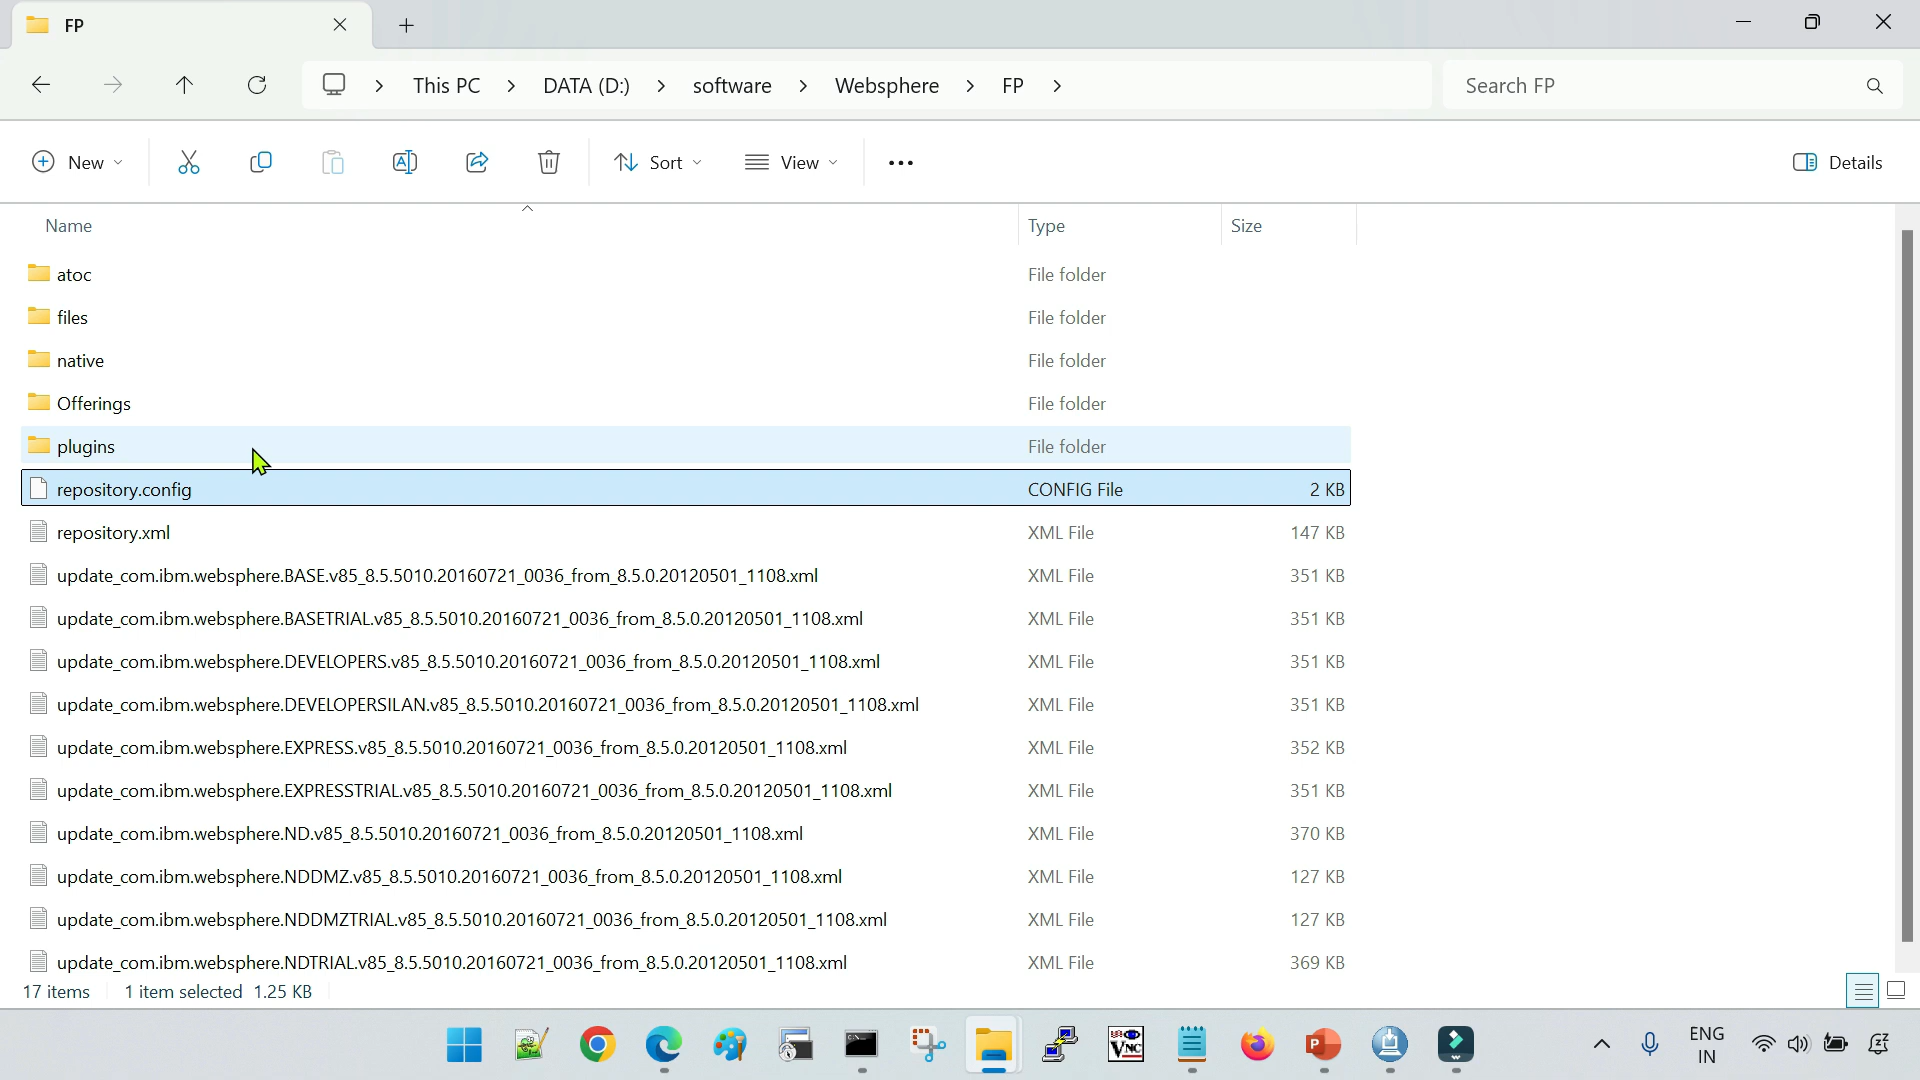 FP
This PC > DATA (D:) > software > Websphere > FP >
Search FP
New
Sort
View
Details
Name Type Size
atoc File folder
files File folder
native File folder
Offerings File folder
plugins File folder
repository.config CONFIG File 2 KB
repository.xml XML File 147 KB
update_com.ibm.websphere.BASE.v85_8.5.5010.20160721_0036_from_8.5.0.20120501_1108.xml XML File 351 KB
update_com.ibm.websphere.BASETRIAL.v85_8.5.5010.20160721_0036_from_8.5.0.20120501_1108.xml XML File 351 KB
update_com.ibm.websphere.DEVELOPERS.v85_8.5.5010.20160721_0036_from_8.5.0.20120501_1108.xml XML File 351 KB
update_com.ibm.websphere.DEVELOPERSILAN.v85_8.5.5010.20160721_0036_from_8.5.0.20120501_1108.xml XML File 351 KB
update_com.ibm.websphere.EXPRESS.v85_8.5.5010.20160721_0036_from_8.5.0.20120501_1108.xml XML File 352 KB
update_com.ibm.websphere.EXPRESSTRIAL.v85_8.5.5010.20160721_0036_from_8.5.0.20120501_1108.xml XML File 351 KB
update_com.ibm.websphere.ND.v85_8.5.5010.20160721_0036_from_8.5.0.20120501_1108.xml XML File 370 KB
update_com.ibm.websphere.NDDMZ.v85_8.5.5010.20160721_0036_from_8.5.0.20120501_1108.xml XML File 127 KB
update_com.ibm.websphere.NDDMZTRIAL.v85_8.5.5010.20160721_0036_from_8.5.0.20120501_1108.xml XML File 127 KB
update_com.ibm.websphere.NDTRIAL.v85_8.5.5010.20160721_0036_from_8.5.0.20120501_1108.xml XML File 369 KB
17 items 1 item selected 1.25 KB
VNC
ENG
IN